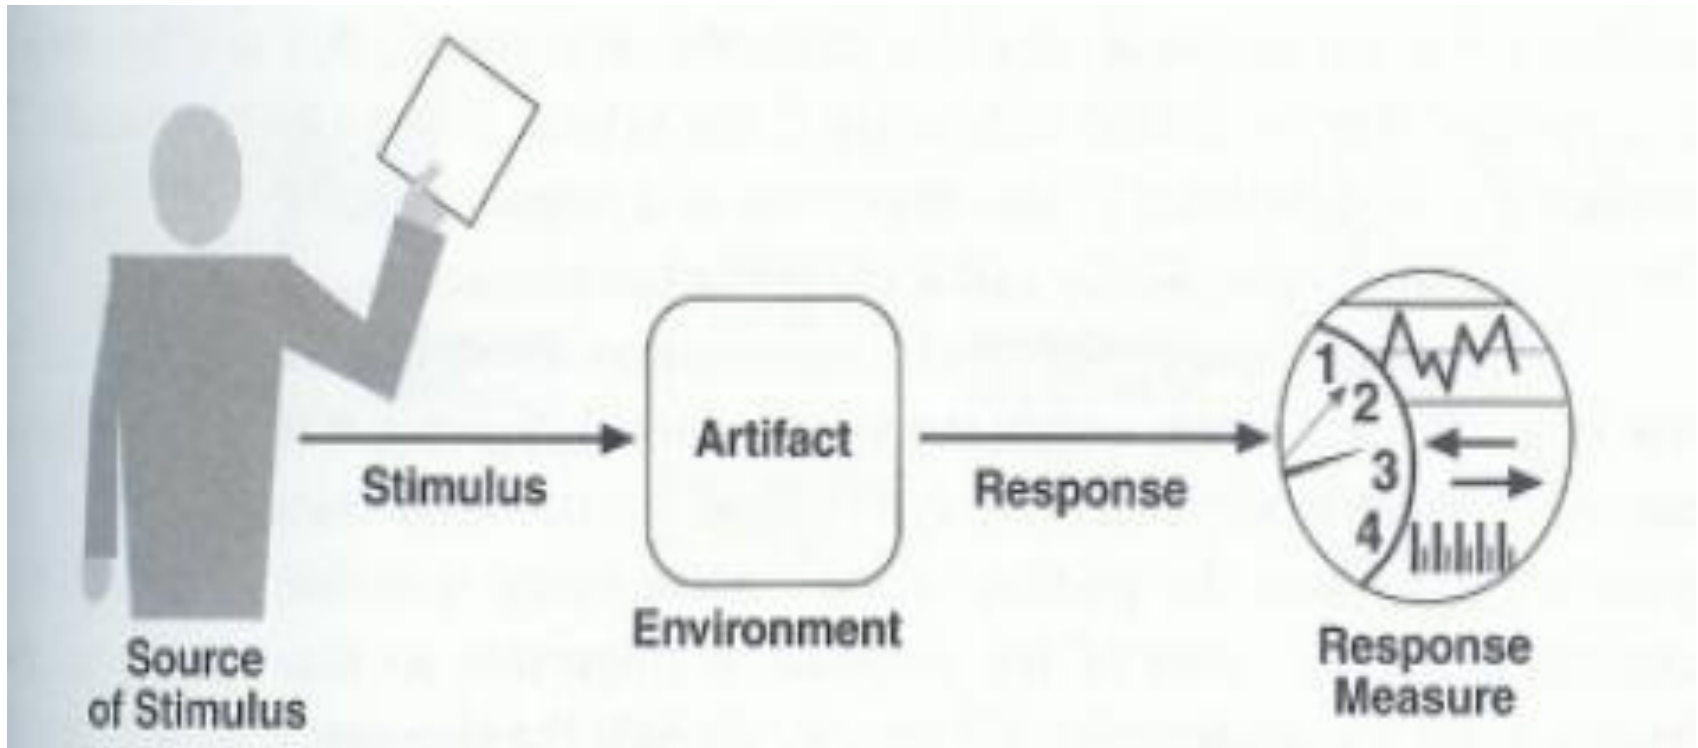 Source
of Stimulus
Stimulus
Artifact
Environment
Response
1
2
3
4
Response
Measure